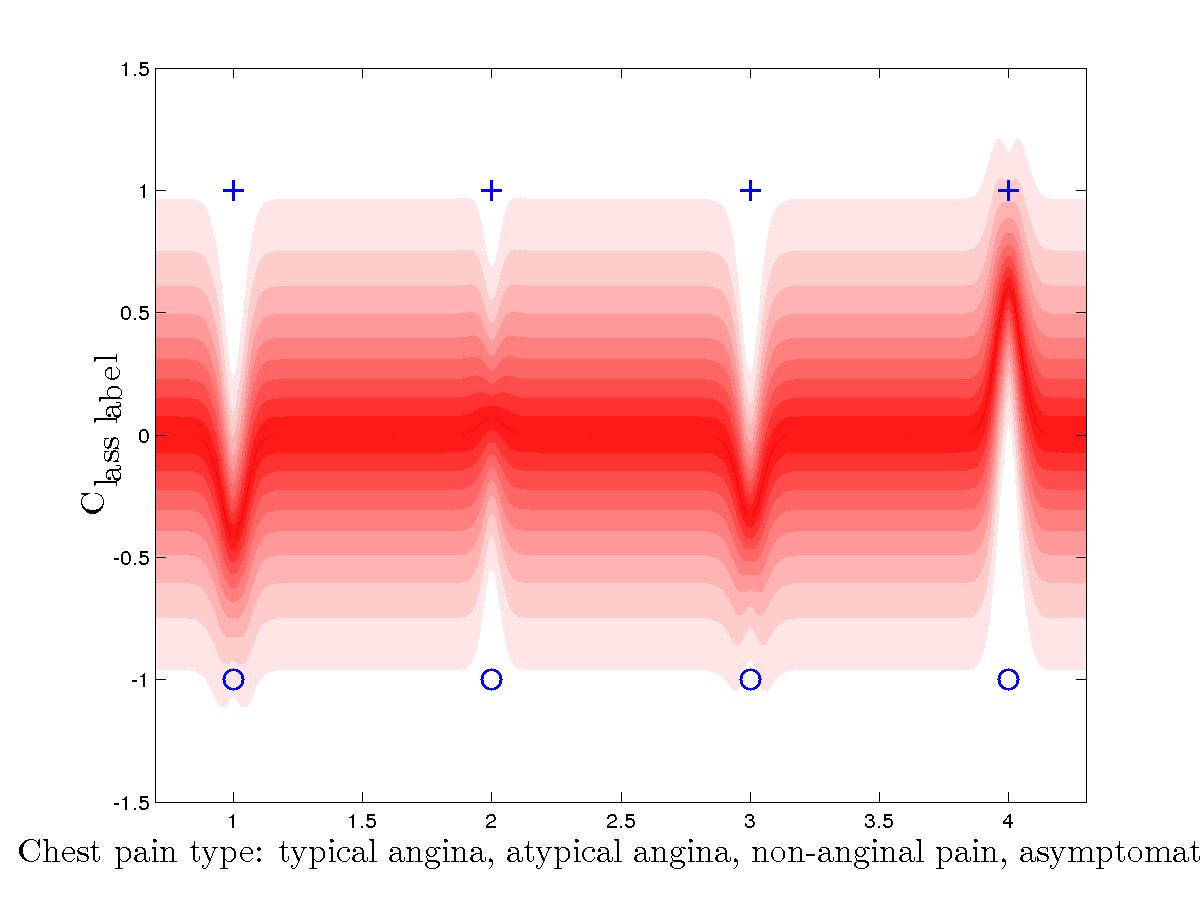 1.5
1
0.5
0
-0.5
-1
-1.5
Class label
1 1.5 2 2.5 3 3.5 4
Chest pain type: typical angina, atypical angina, non-anginal pain, asymptomat